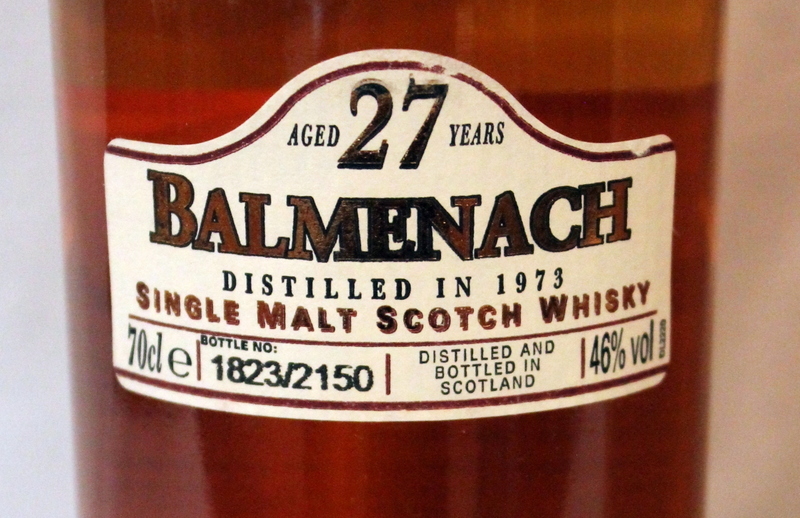 AGED 27 YEARS
BALMENACH
DISTILLED IN 1973
SINGLE MALT SCOTCH WHISKY
70cl e
BOTTLE NO:
1823/2150
DISTILLED AND
BOTTLED IN
SCOTLAND
46% vol